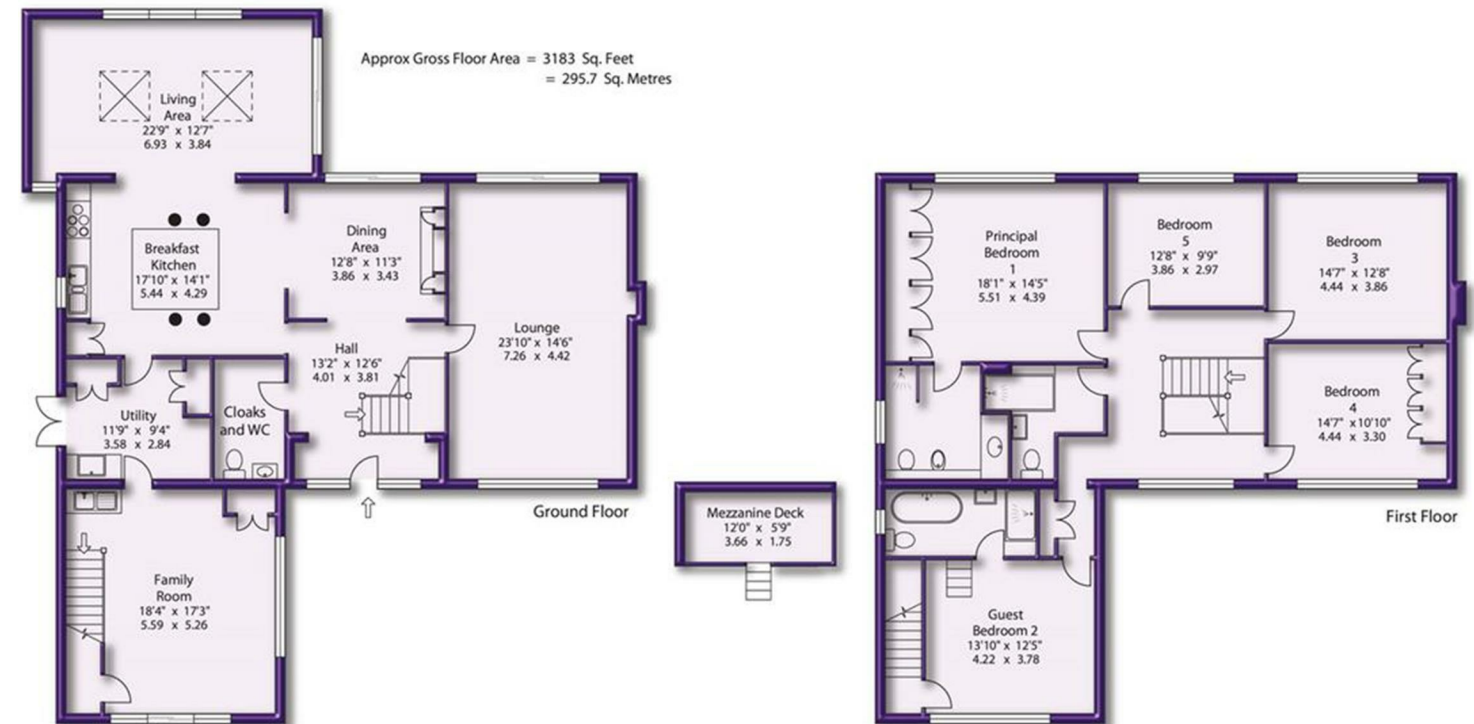 Approx Gross Floor Area = 3183 Sq. Feet
= 295.7 Sq. Metres
Living
Area
22'9" x 12'7"
6.93 x 3.84
Breakfast
Kitchen
17'10" x 14'1"
5.44 x 4.29
Dining
Area
12'8" x 11'3"
3.86 x 3.43
Lounge
23'10" x 14'6"
7.26 x 4.42
Hall
13'2" x 12'6"
4.01 x 3.81
Utility
11'9" x 9'4"
3.58 x 2.84
Cloaks
and WC
Family
Room
18'4" x 17'3"
5.59 x 5.26
Ground Floor
Mezzanine Deck
12'0" x 5'9"
3.66 x 1.75
Principal
Bedroom
1
18'1" x 14'5"
5.51 x 4.39
Bedroom
5
12'8" x 9'9"
3.86 x 2.97
Bedroom
3
14'7" x 12'8"
4.44 x 3.86
Bedroom
4
14'7" x10'10"
4.44 x 3.30
Guest
Bedroom 2
13'10" x 12'5"
4.22 x 3.78
First Floor